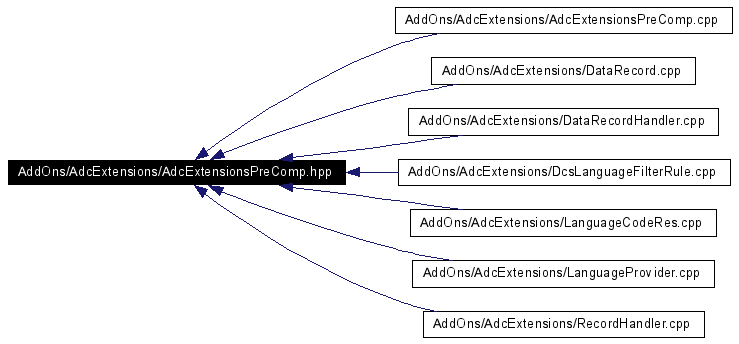 AddOns/AdcExtensions/AdcExtensionsPreComp.cpp
AddOns/AdcExtensions/DataRecord.cpp
AddOns/AdcExtensions/DataRecordHandler.cpp
AddOns/AdcExtensions/AdcExtensionsPreComp.hpp
AddOns/AdcExtensions/DcsLanguageFilterRule.cpp
AddOns/AdcExtensions/LanguageCodeRes.cpp
AddOns/AdcExtensions/LanguageProvider.cpp
AddOns/AdcExtensions/RecordHandler.cpp